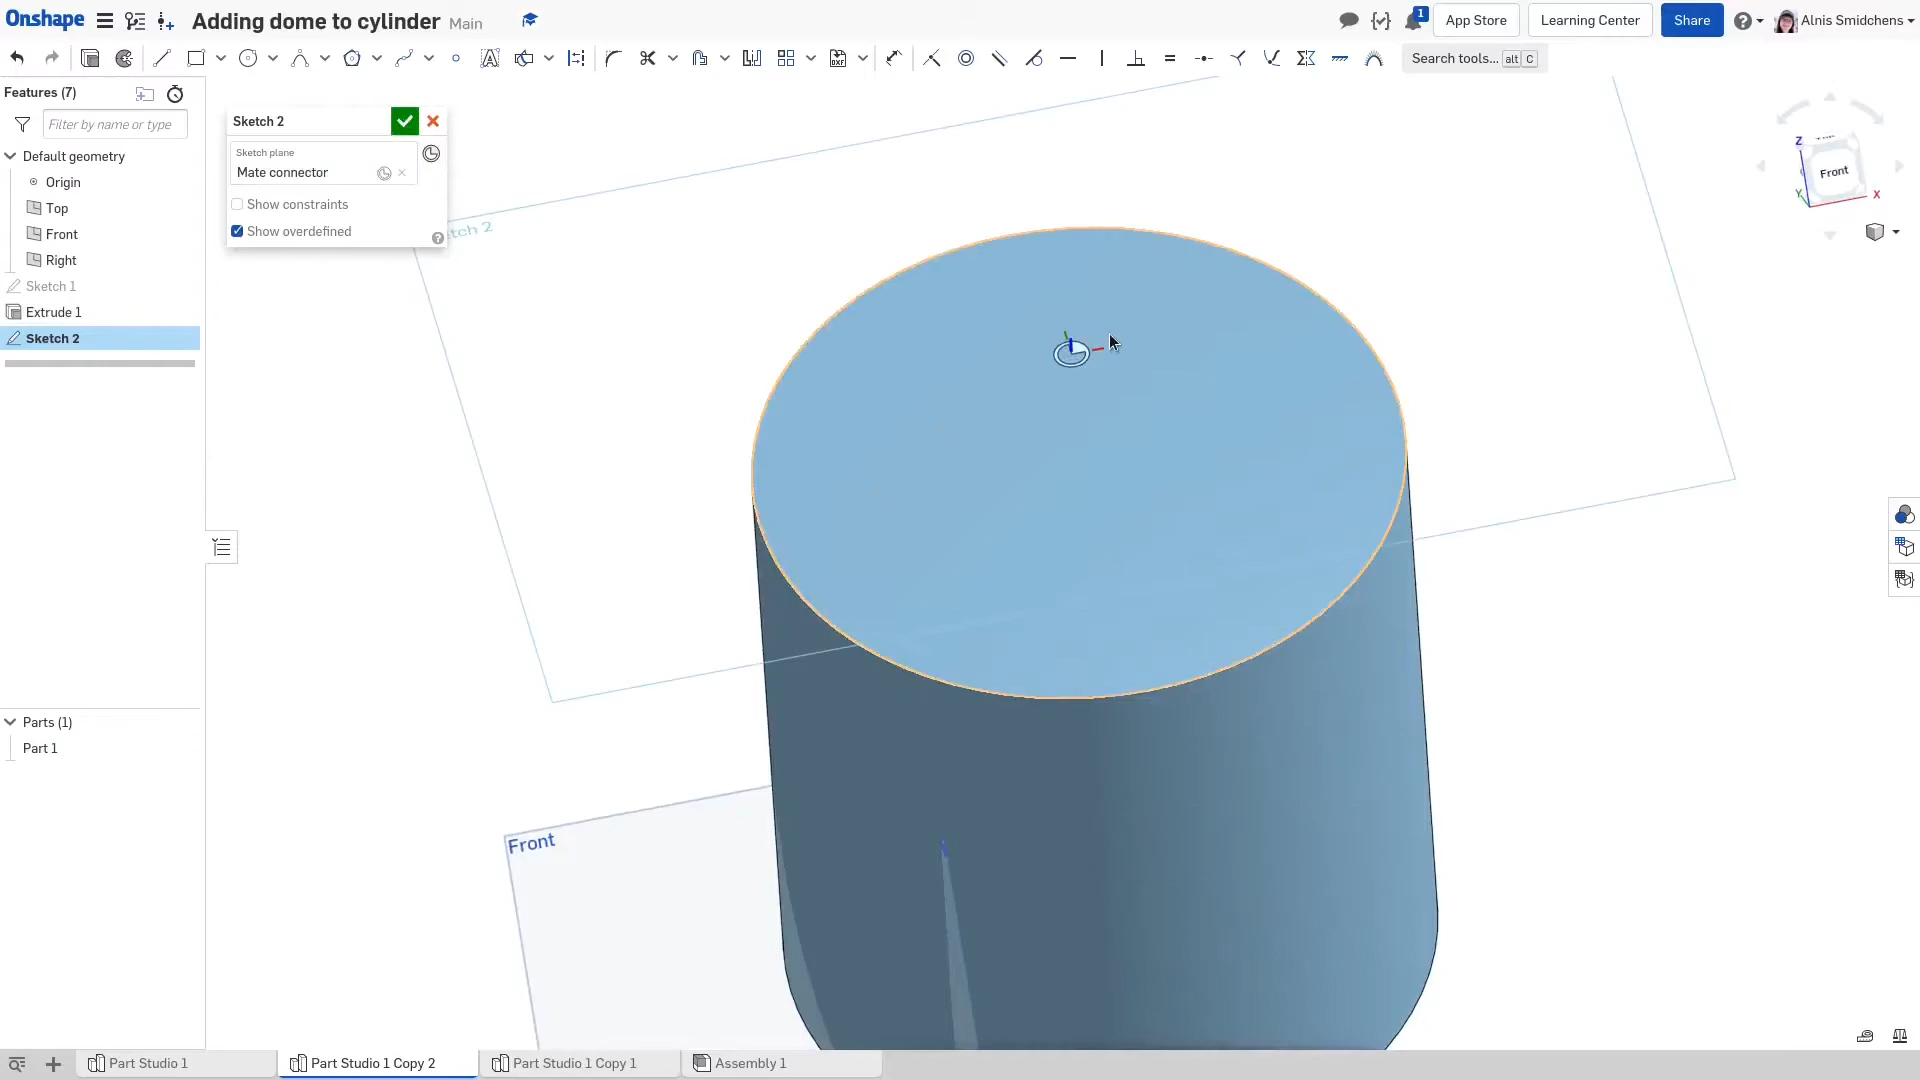 Onshape
Adding dome to cylinder Main
1
App Store
Learning Center
Share
Alnis Smidchens
Search tools... alt C
Features (7)
Filter by name or type
Default geometry
Origin
Top
Front
Right
Sketch 1
Extrude 1
Sketch 2
Sketch 2
Sketch plane
Mate connector
Show constraints
Show overdefined
tch 2
Z
Front
Y
X
Front
Parts (1)
Part 1
Part Studio 1
Part Studio 1 Copy 2
Part Studio 1 Copy 1
Assembly 1